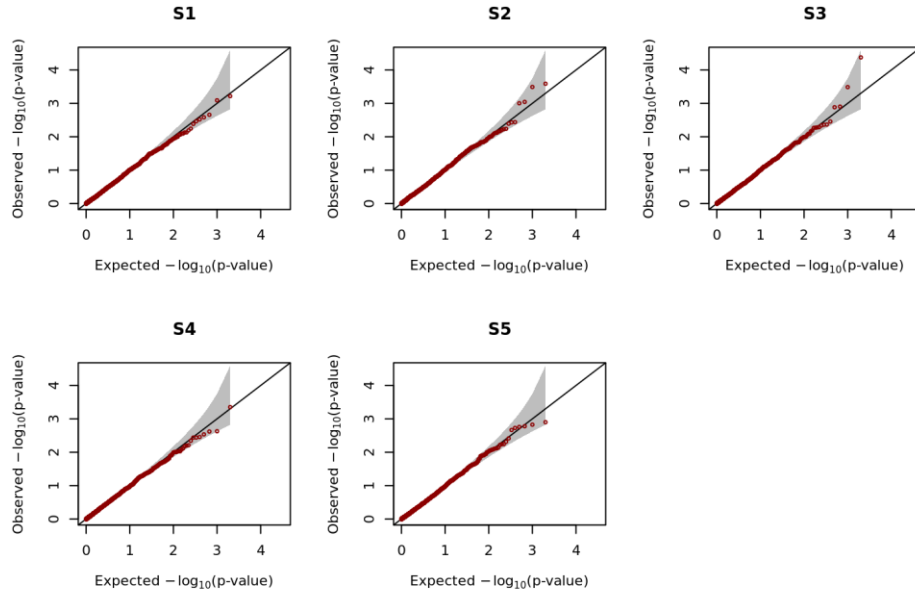 S1
Observed −log10(p-value)
4
3
2
1
0
0 1 2 3 4
Expected −log10(p-value)
S2
Observed −log10(p-value)
4
3
2
1
0
0 1 2 3 4
Expected −log10(p-value)
S3
Observed −log10(p-value)
4
3
2
1
0
0 1 2 3 4
Expected −log10(p-value)
S4
Observed −log10(p-value)
4
3
2
1
0
0 1 2 3 4
Expected −log10(p-value)
S5
Observed −log10(p-value)
4
3
2
1
0
0 1 2 3 4
Expected −log10(p-value)